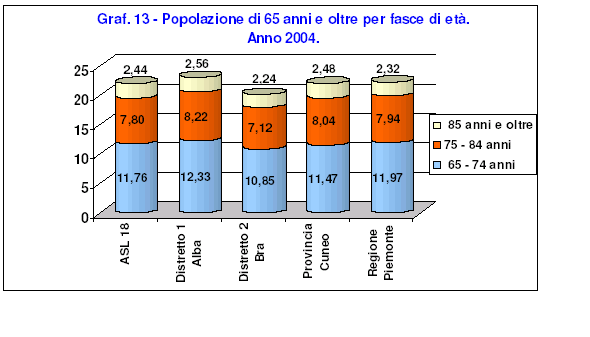 Graf. 13 - Popolazione di 65 anni e oltre per fasce di età.
Anno 2004.
25
20
15
10
5
0
2,44
2,56
2,24
2,48
2,32
7,80
8,22
7,12
8,04
7,94
11,76
12,33
10,85
11,47
11,97
85 anni e oltre
75 - 84 anni
65 - 74 anni
ASL 18
Distretto 1
Alba
Distretto 2
Bra
Provincia
Cuneo
Regione
Piemonte